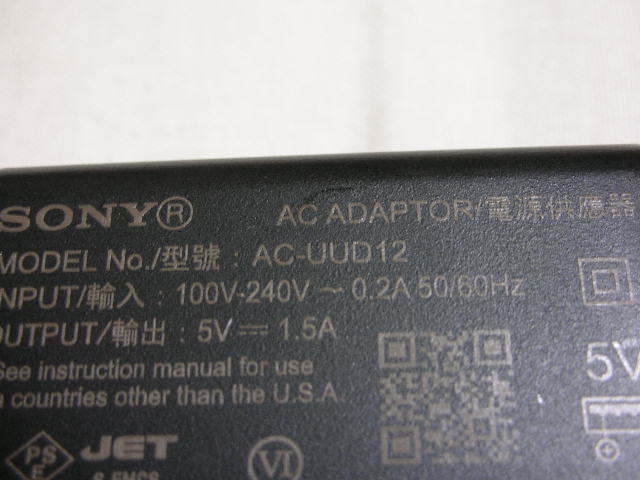 SONY® AC ADAPTOR/電源供應器
MODEL No./型號 : AC-UUD12
INPUT/輸入 : 100V-240V ~ 0.2A 50/60Hz
OUTPUT/輸出 : 5V⎓1.5A
See instruction manual for use
countries other than the U.S.A.
5V
PS
E
JET
VI